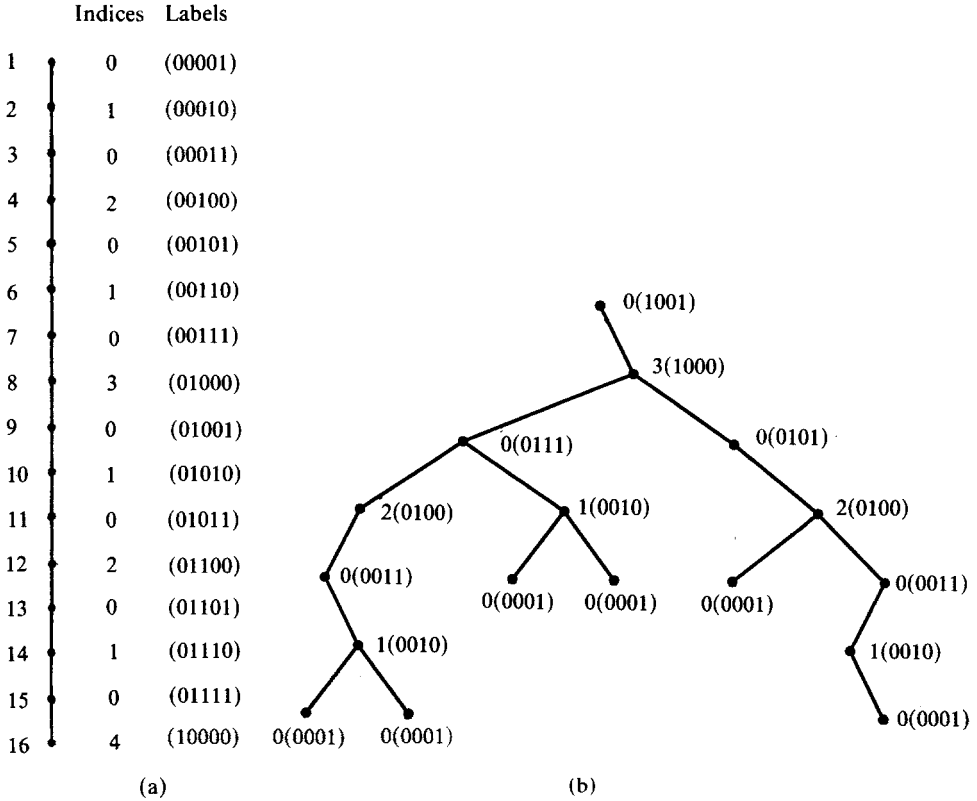 Indices Labels
1 0 (00001)
2 1 (00010)
3 0 (00011)
4 2 (00100)
5 0 (00101)
6 1 (00110)
7 0 (00111)
8 3 (01000)
9 0 (01001)
10 1 (01010)
11 0 (01011)
12 2 (01100)
13 0 (01101)
14 1 (01110)
15 0 (01111)
16 4 (10000)
(a)
0(1001)
3(1000)
0(0111) 0(0101)
2(0100) 1(0010) 2(0100)
0(0011) 0(0001) 0(0001) 0(0001) 0(0011)
1(0010) 1(0010)
0(0001) 0(0001) 0(0001)
(b)